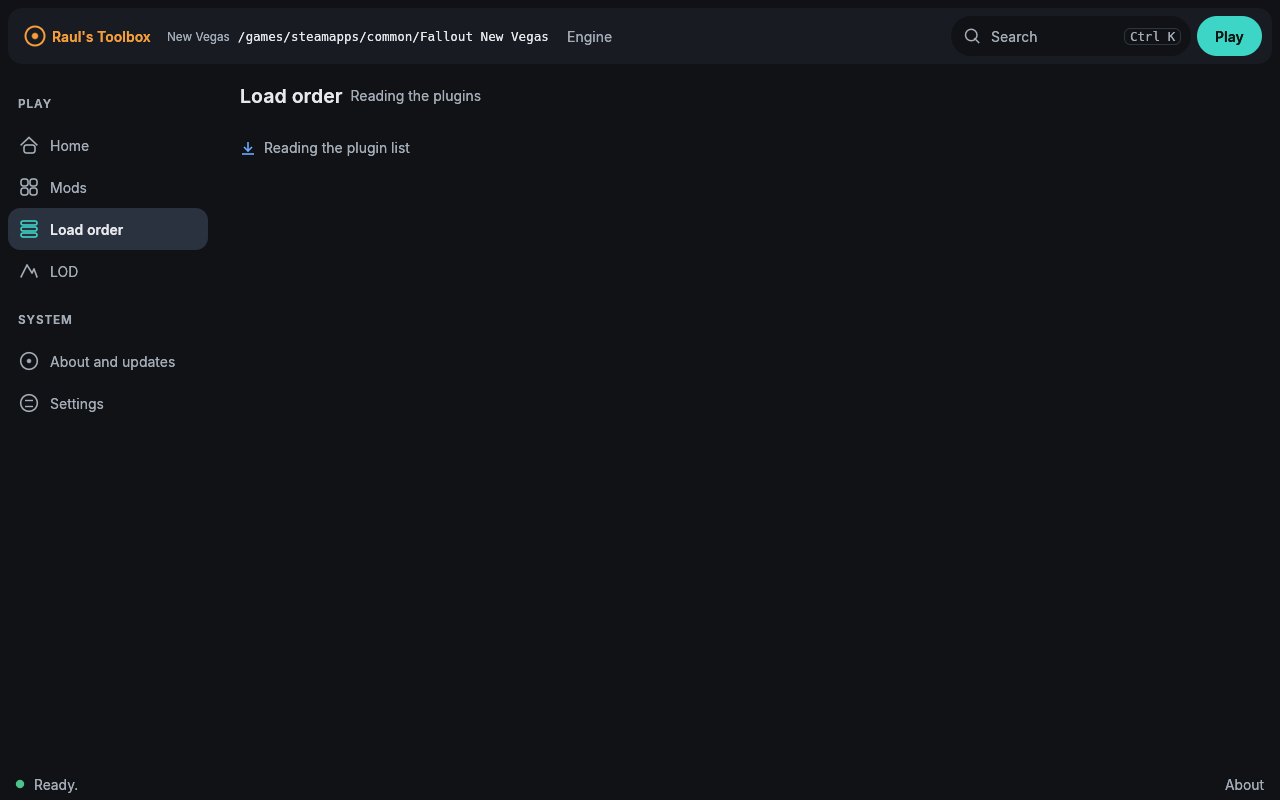 Raul's Toolbox New Vegas /games/steamapps/common/Fallout New Vegas Engine Search Ctrl K Play
PLAY
Home
Mods
Load order
LOD
SYSTEM
About and updates
Settings
Load order Reading the plugins
Reading the plugin list
Ready. About